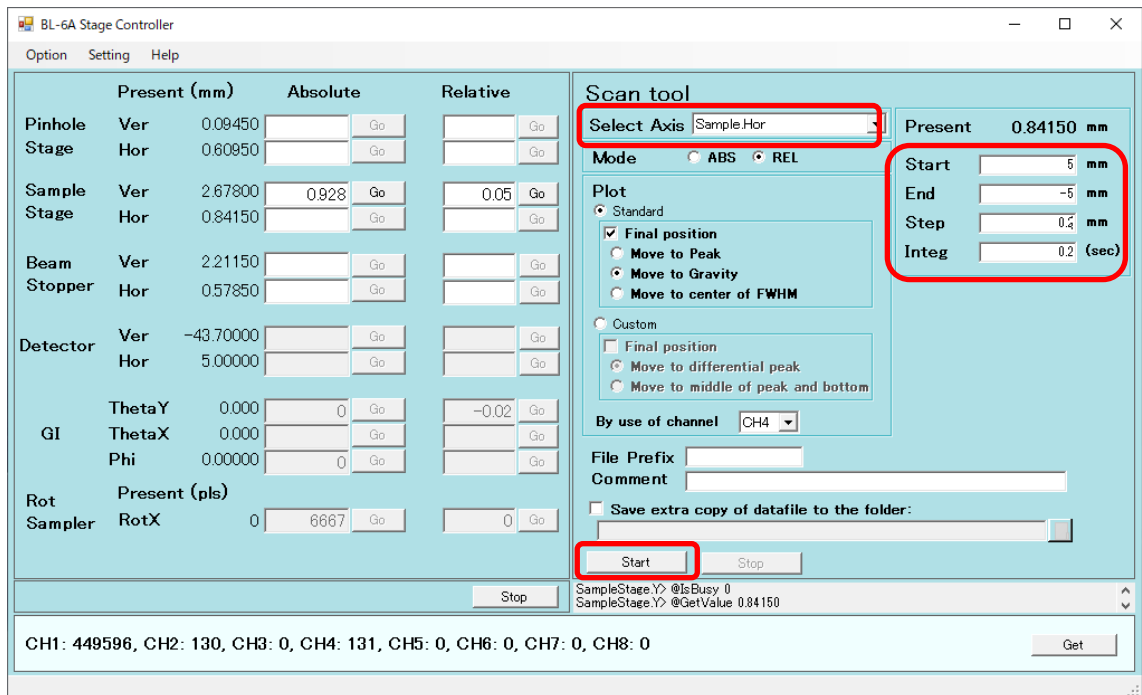 BL-6A Stage Controller
Option Setting Help
Present (mm) Absolute Relative
Pinhole Stage
Ver 0.09450 Go Go
Hor 0.60950 Go Go
Sample Stage
Ver 2.67800 0.928 Go 0.05 Go
Hor 0.84150 Go Go
Beam Stopper
Ver 2.21150 Go Go
Hor 0.57850 Go Go
Detector
Ver -43.70000 Go Go
Hor 5.00000 Go Go
GI
ThetaY 0.000 0 Go -0.02 Go
ThetaX 0.000 Go Go
Phi 0.00000 0 Go Go
Rot Sampler
Present (pls)
RotX 0 6667 Go 0 Go
Stop
Scan tool
Select Axis Sample.Hor
Mode ABS REL
Plot
Standard
Final position
Move to Peak
Move to Gravity
Move to center of FWHM
Custom
Final position
Move to differential peak
Move to middle of peak and bottom
By use of channel CH4
Present 0.84150 mm
Start 5 mm
End -5 mm
Step mm
Integ 0.2 (sec)
File Prefix
Comment
Save extra copy of datafile to the folder:
Start Stop
SampleStage.Y> @IsBusy 0
SampleStage.Y> @GetValue 0.84150
CH1: 449596, CH2: 130, CH3: 0, CH4: 131, CH5: 0, CH6: 0, CH7: 0, CH8: 0
Get